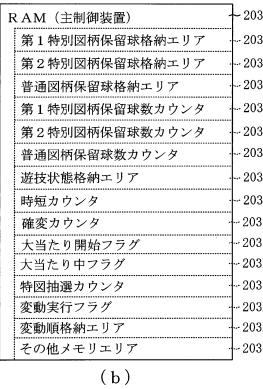 RAM（主制御装置） 203
第1特別図柄保留球格納エリア 203
第2特別図柄保留球格納エリア 203
普通図柄保留球格納エリア 203
第1特別図柄保留球数カウンタ 203
第2特別図柄保留球数カウンタ 203
普通図柄保留球数カウンタ 203
遊技状態格納エリア 203
時短カウンタ 203
確変カウンタ 203
大当たり開始フラグ 203
大当たり中フラグ 203
特図抽選カウンタ 203
変動実行フラグ 203
変動順格納エリア 203
その他メモリエリア 203
（b）